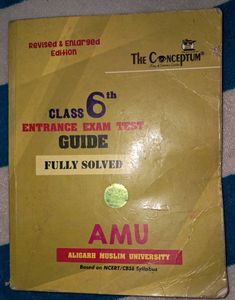 Revised & Enlarged
Edition
The Conceptum
CLASS 6th
ENTRANCE EXAM TEST
GUIDE
FULLY SOLVED
AMU
ALIGARH MUSLIM UNIVERSITY
Based on NCERT/CBSE Syllabus